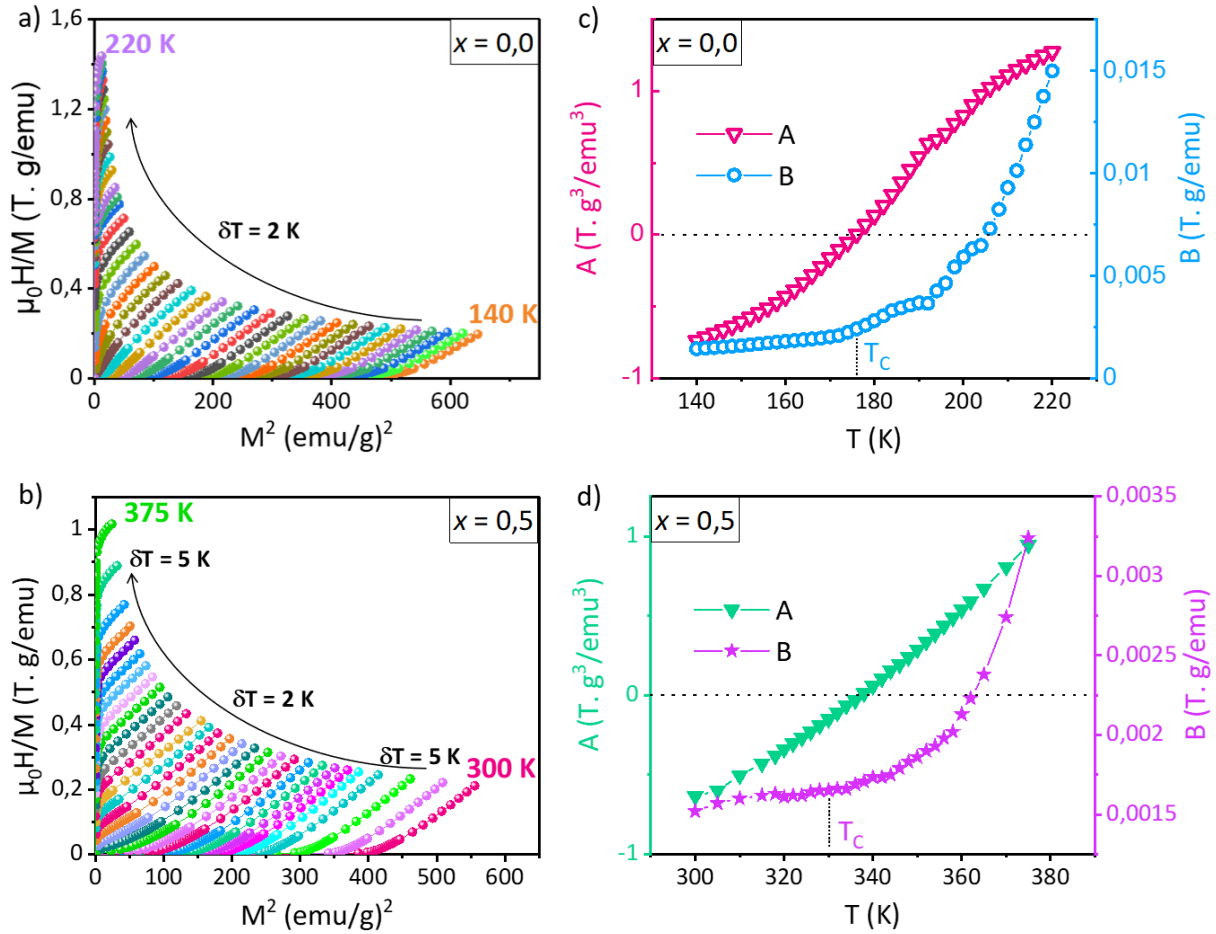 a)
x = 0,0
220 K
δT = 2 K
140 K
μ₀H/M (T. g/emu)
1,6
1,2
0,8
0,4
0
0 200 400 600
M² (emu/g)²
c)
x = 0,0
A
B
T_C
A (T. g³/emu³)
1
0
-1
B (T. g/emu)
0,015
0,01
0,005
0
140 160 180 200 220
T (K)
b)
x = 0,5
375 K
δT = 5 K
δT = 2 K
δT = 5 K
300 K
μ₀H/M (T. g/emu)
1
0,8
0,6
0,4
0,2
0
0 100 200 300 400 500 600
M² (emu/g)²
d)
x = 0,5
A
B
T_C
A (T. g³/emu³)
1
0
-1
B (T. g/emu)
0,0035
0,003
0,0025
0,002
0,0015
300 320 340 360 380
T (K)